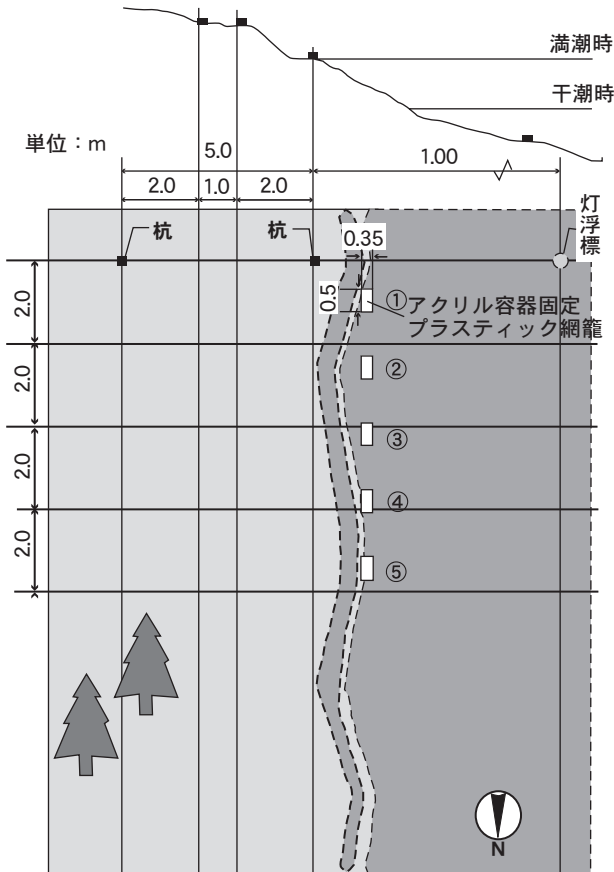 満潮時
干潮時
単位：m
5.0
1.00
2.0
1.0
2.0
灯浮標
杭
杭
0.35
2.0
0.5
①アクリル容器固定
プラスティック網籠
2.0
②
2.0
③
④
2.0
⑤
N